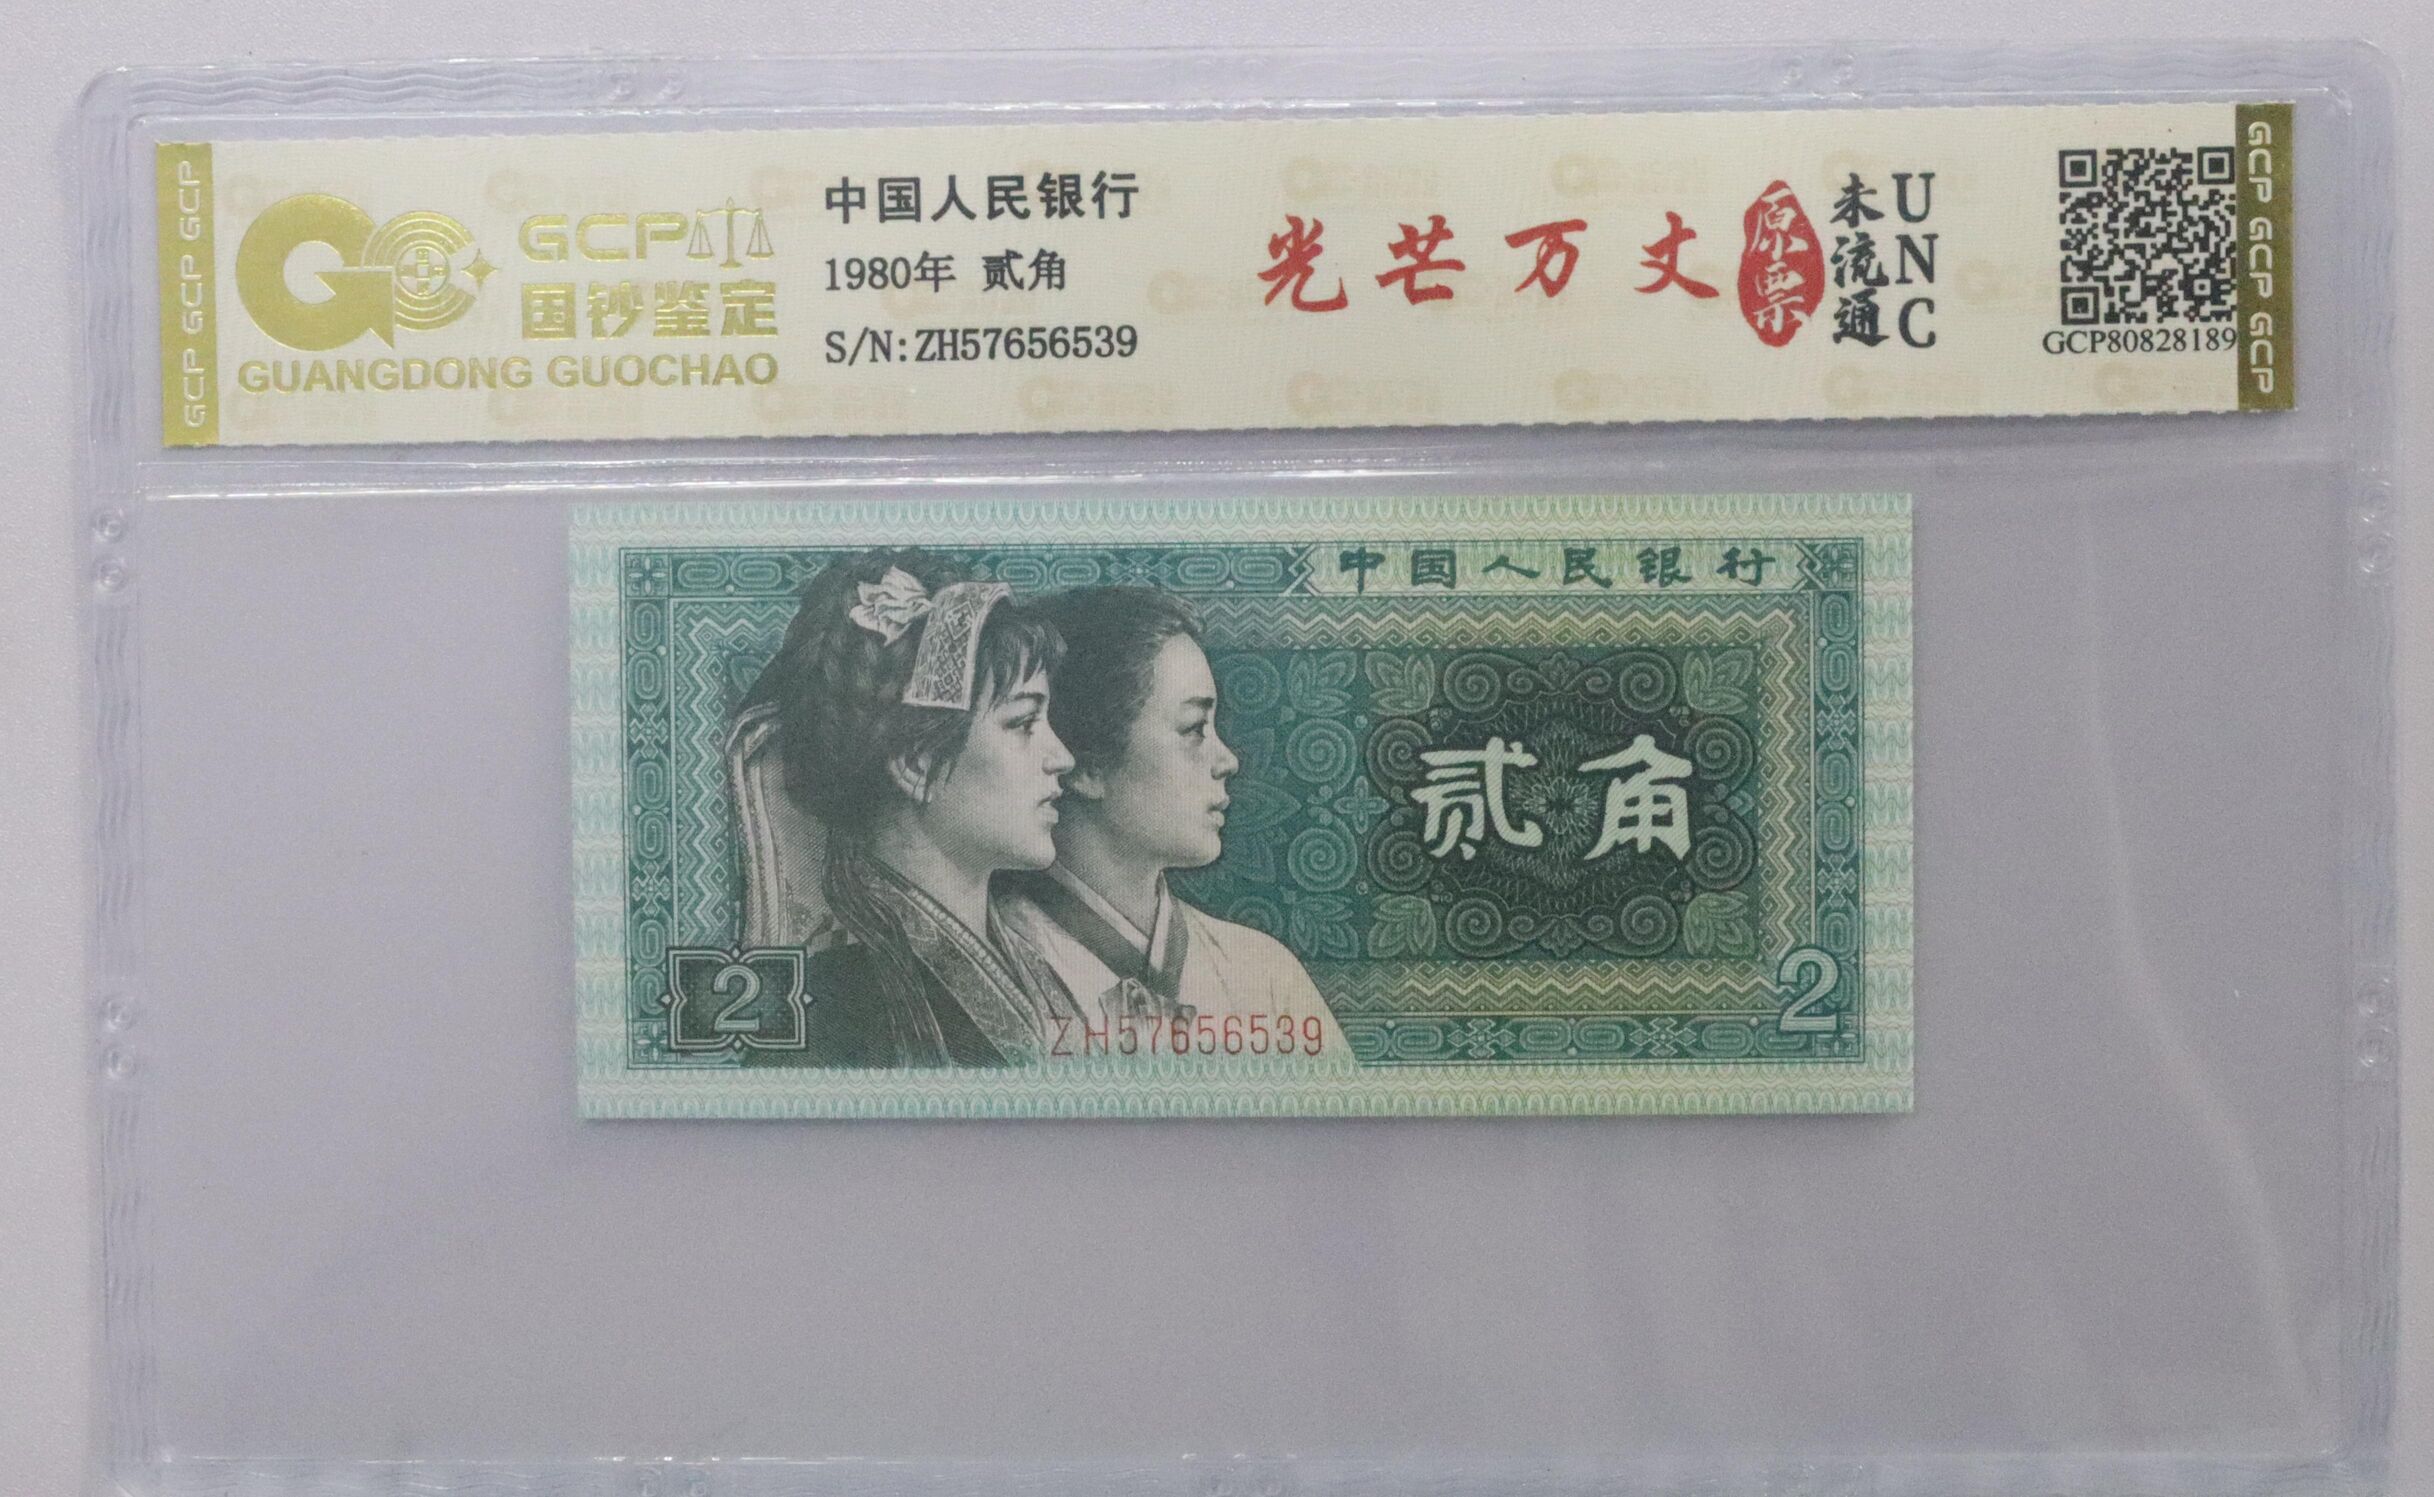 GCP GCP GCP
GCP
国钞鉴定
GUANGDONG GUOCHAO
中国人民银行
1980年 贰角
S/N:ZH57656539
光芒万丈
原票
未流通
UNC
GCP80828189
GCP GCP GCP
中国人民银行
贰角
2
2
ZH57656539